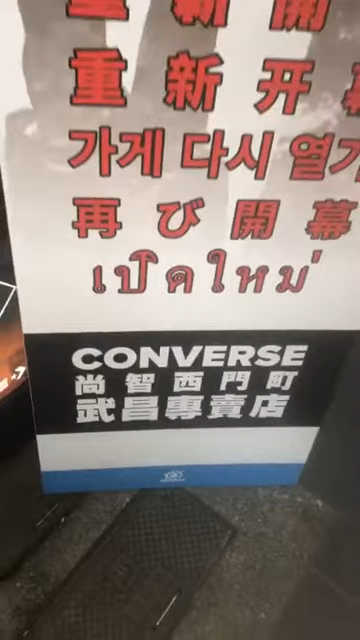 重新開
重新开
가게 다시 열기
再び開幕
เปิดใหม่
CONVERSE
尚智西門町
武昌專賣店